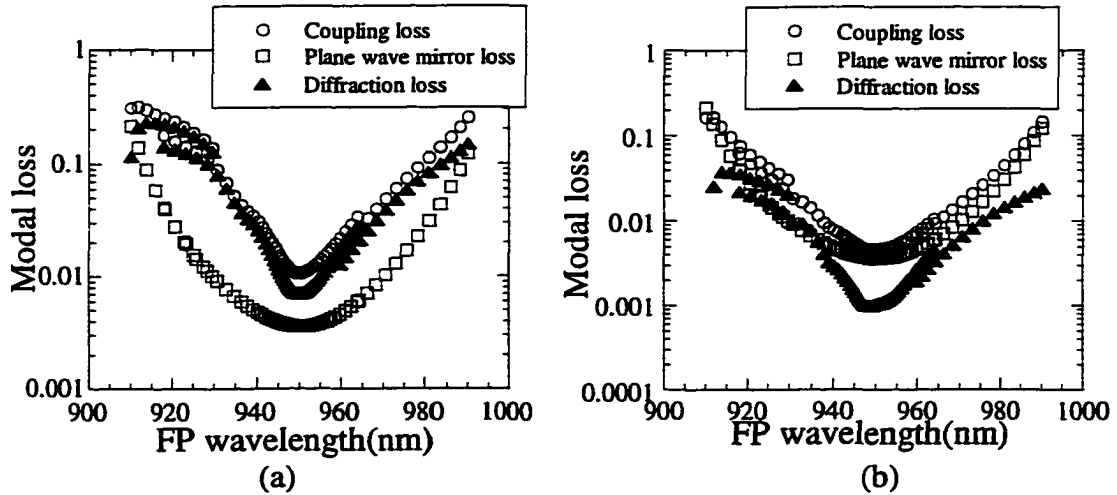 Coupling loss
Plane wave mirror loss
Diffraction loss
Modal loss
1
0.1
0.01
0.001
900 920 940 960 980 1000
FP wavelength(nm)
(a)
Coupling loss
Plane wave mirror loss
Diffraction loss
Modal loss
1
0.1
0.01
0.001
0.0001
900 920 940 960 980 1000
FP wavelength(nm)
(b)